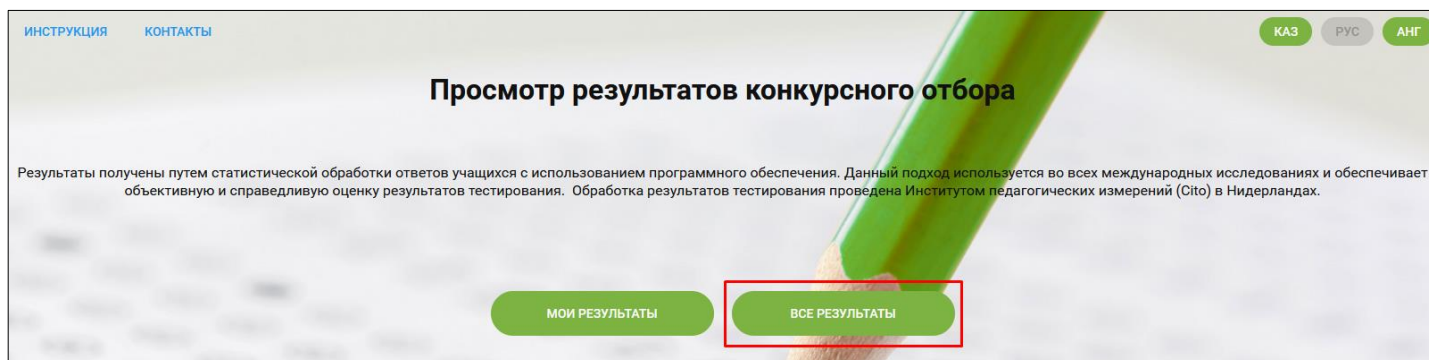 ИНСТРУКЦИЯ КОНТАКТЫ КАЗ РУС АНГ
Просмотр результатов конкурсного отбора
Результаты получены путем статистической обработки ответов учащихся с использованием программного обеспечения. Данный подход используется во всех международных исследованиях и обеспечивает
объективную и справедливую оценку результатов тестирования. Обработка результатов тестирования проведена Институтом педагогических измерений (Cito) в Нидерландах.
МОИ РЕЗУЛЬТАТЫ ВСЕ РЕЗУЛЬТАТЫ